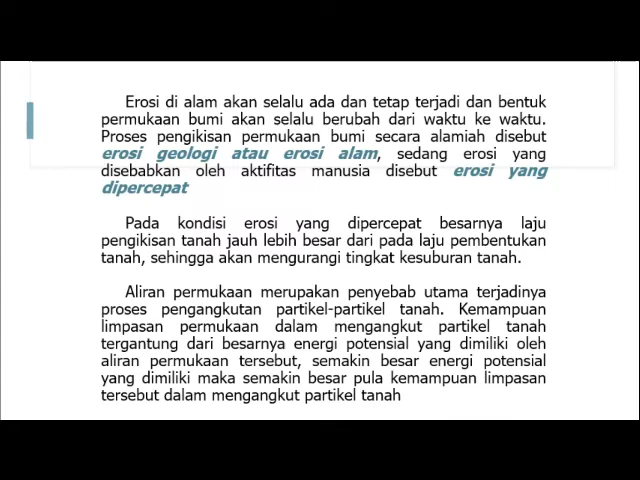 Erosi di alam akan selalu ada dan tetap terjadi dan bentuk
permukaan bumi akan selalu berubah dari waktu ke waktu.
Proses pengikisan permukaan bumi secara alamiah disebut
erosi geologi atau erosi alam, sedang erosi yang
disebabkan oleh aktifitas manusia disebut erosi yang
dipercepat
Pada kondisi erosi yang dipercepat besarnya laju
pengikisan tanah jauh lebih besar dari pada laju pembentukan
tanah, sehingga akan mengurangi tingkat kesuburan tanah.
Aliran permukaan merupakan penyebab utama terjadinya
proses pengangkutan partikel-partikel tanah. Kemampuan
limpasan permukaan dalam mengangkut partikel tanah
tergantung dari besarnya energi potensial yang dimiliki oleh
aliran permukaan tersebut, semakin besar energi potensial
yang dimiliki maka semakin besar pula kemampuan limpasan
tersebut dalam mengangkut partikel tanah